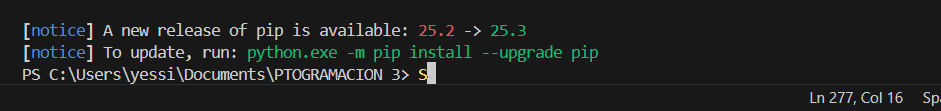 [notice] A new release of pip is available: 25.2 -> 25.3
[notice] To update, run: python.exe -m pip install --upgrade pip
PS C:\Users\yessi\Documents\PTOGRAMACION 3> S
Ln 277, Col 16 Spa